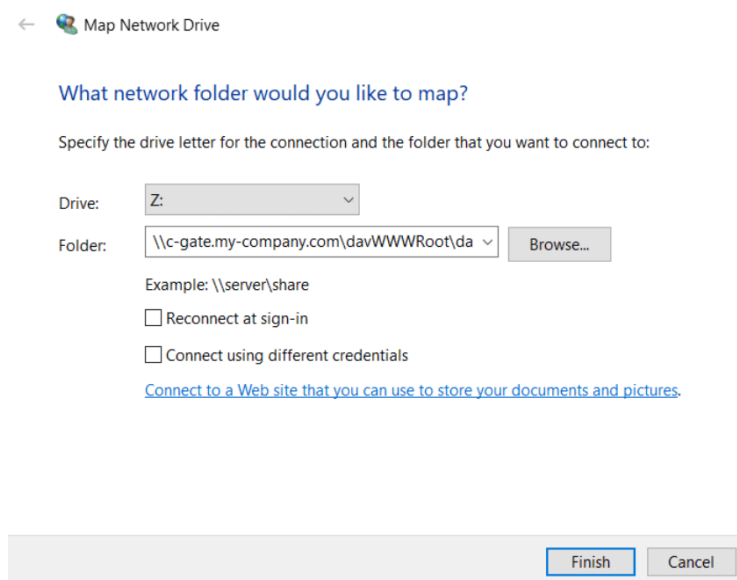 Map Network Drive
What network folder would you like to map?
Specify the drive letter for the connection and the folder that you want to connect to:
Drive: Z:
Folder: \\c-gate.my-company.com\davWWWRoot\da Browse...
Example: \\server\share
Reconnect at sign-in
Connect using different credentials
Connect to a Web site that you can use to store your documents and pictures.
Finish Cancel